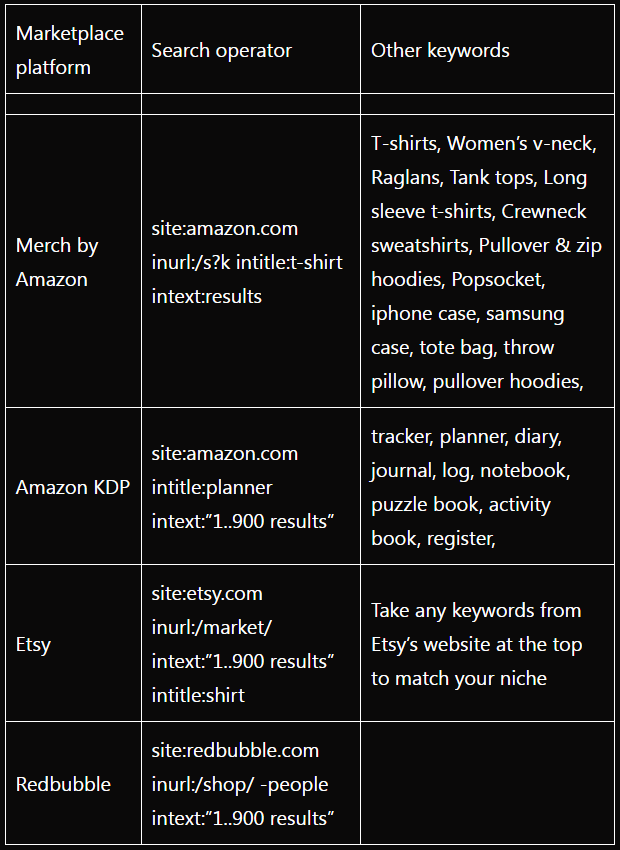 Marketplace
platform
Search operator
Other keywords
Merch by
Amazon
site:amazon.com
inurl:/s?k intitle:t-shirt
intext:results
T-shirts, Women’s v-neck,
Raglans, Tank tops, Long
sleeve t-shirts, Crewneck
sweatshirts, Pullover & zip
hoodies, Popsocket,
iphone case, samsung
case, tote bag, throw
pillow, pullover hoodies,
Amazon KDP
site:amazon.com
intitle:planner
intext:”1..900 results”
tracker, planner, diary,
journal, log, notebook,
puzzle book, activity
book, register,
Etsy
site:etsy.com
inurl:/market/
intext:”1..900 results”
intitle:shirt
Take any keywords from
Etsy’s website at the top
to match your niche
Redbubble
site:redbubble.com
inurl:/shop/ -people
intext:”1..900 results”